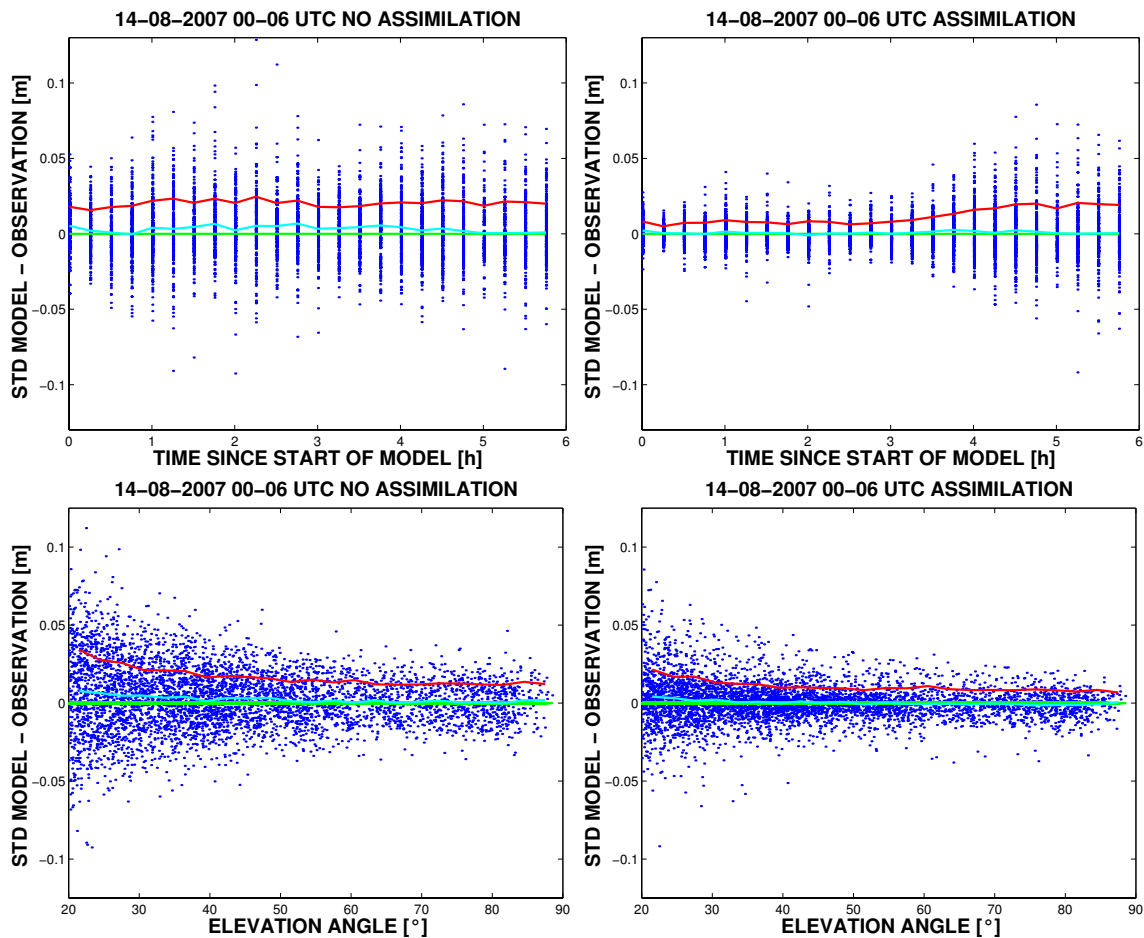 14−08−2007 00−06 UTC NO ASSIMILATION
STD MODEL − OBSERVATION [m]
0.1
0.05
0
−0.05
−0.1
0 1 2 3 4 5 6
TIME SINCE START OF MODEL [h]
14−08−2007 00−06 UTC ASSIMILATION
STD MODEL − OBSERVATION [m]
0.1
0.05
0
−0.05
−0.1
0 1 2 3 4 5 6
TIME SINCE START OF MODEL [h]
14−08−2007 00−06 UTC NO ASSIMILATION
STD MODEL − OBSERVATION [m]
0.1
0.05
0
−0.05
−0.1
20 30 40 50 60 70 80 90
ELEVATION ANGLE [°]
14−08−2007 00−06 UTC ASSIMILATION
STD MODEL − OBSERVATION [m]
0.1
0.05
0
−0.05
−0.1
20 30 40 50 60 70 80 90
ELEVATION ANGLE [°]